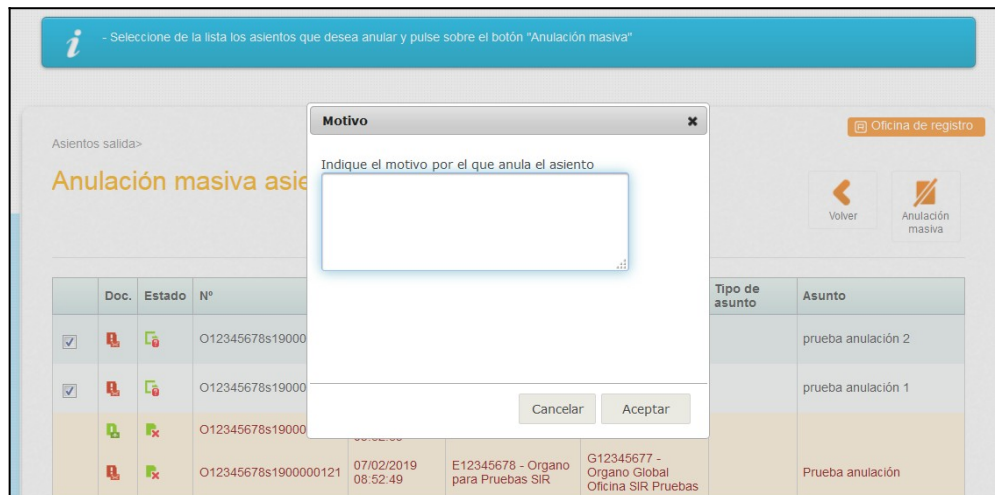 - Seleccione de la lista los asientos que desea anular y pulse sobre el botón "Anulación masiva"
Oficina de registro
Asientos salida>
Anulación masiva asie
Volver
Anulación
masiva
Motivo
Indique el motivo por el que anula el asiento
Cancelar
Aceptar
Doc. Estado Nº
Tipo de
asunto
Asunto
O12345678s19000
prueba anulación 2
O12345678s19000
prueba anulación 1
O12345678s19000
O12345678s1900000121
07/02/2019
08:52:49
E12345678 - Organo
para Pruebas SIR
G12345677 -
Organo Global
Oficina SIR Pruebas
Prueba anulación